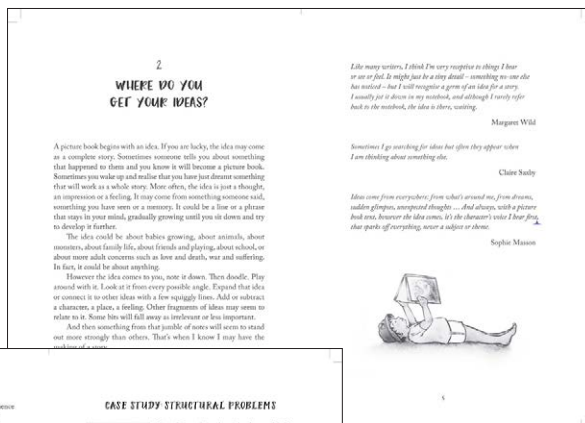 2
WHERE DO YOU
GET YOUR IDEAS?
A picture book begins with an idea. If you are lucky, the idea may come
as a complete story. Sometimes someone tells you about something
that happened to them and you know it will become a picture book.
Sometimes you wake up and realise that you have just dreamt something
that will work as a whole story. More often, the idea is just a thought,
an impression or a feeling. It may come from something someone said,
something you have seen or a memory. It could be a line or a phrase
that stays in your mind, gradually growing until you sit down and try
to develop it further.
The idea could be about babies growing, about animals, about
monsters, about family life, about friends and playing, about school, or
about more adult concerns such as love and death, war and suffering.
In fact, it could be about anything.
However the idea comes to you, note it down. Then doodle. Play
around with it. Look at it from every possible angle. Expand that idea
or connect it to other ideas with a few squiggly lines. Add or subtract
a character, a place, a feeling. Other fragments of ideas may seem to
relate to it. Some bits will fall away as irrelevant or less important.
And then something from that jumble of notes will seem to stand
out more strongly than others. That's when I know I may have the
Like many writers, I think I'm very receptive to things I hear
or see or feel. It might just be a tiny detail – something no-one else
has noticed – but I will recognise a germ of an idea for a story.
I usually jot it down in my notebook, and although I rarely refer
back to the notebook, the idea is there, waiting.
Margaret Wild
Sometimes I go searching for ideas but often they appear when
I am thinking about something else.
Claire Saxby
Ideas come from everywhere: from what's around me, from dreams,
sudden glimpses, unexpected thoughts ... And always, with a picture
book text, however the idea comes, it's the character's voice I hear first,
that sparks off everything, never a subject or theme.
Sophie Masson
5
CASE STUDY: STRUCTURAL PROBLEMS